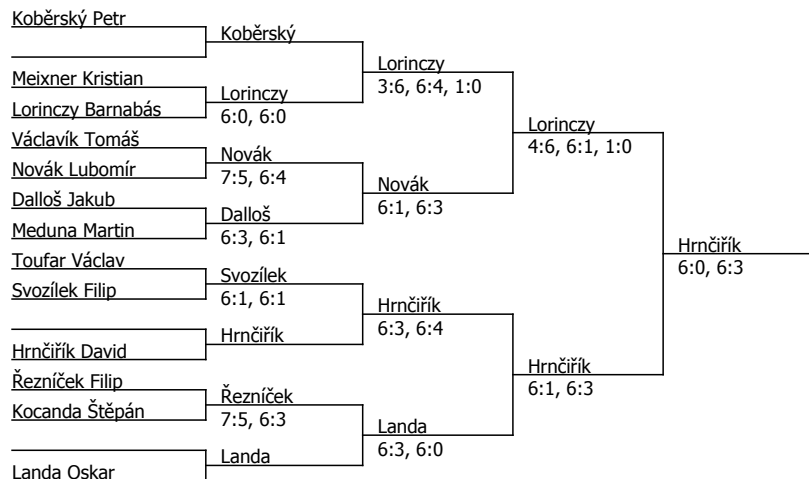 Koběrský Petr
Koběrský
Lorinczy
3:6, 6:4, 1:0
Meixner Kristian
Lorinczy Barnabás
Lorinczy
6:0, 6:0
Lorinczy
4:6, 6:1, 1:0
Václavík Tomáš
Novák Lubomír
Novák
7:5, 6:4
Novák
6:1, 6:3
Dalloš Jakub
Meduna Martin
Dalloš
6:3, 6:1
Hrnčiřík
6:0, 6:3
Toufar Václav
Svozílek Filip
Svozílek
6:1, 6:1
Hrnčiřík
6:3, 6:4
Hrnčiřík David
Hrnčiřík
Hrnčiřík
6:1, 6:3
Řezníček Filip
Kocanda Štěpán
Řezníček
7:5, 6:3
Landa
6:3, 6:0
Landa
Landa Oskar